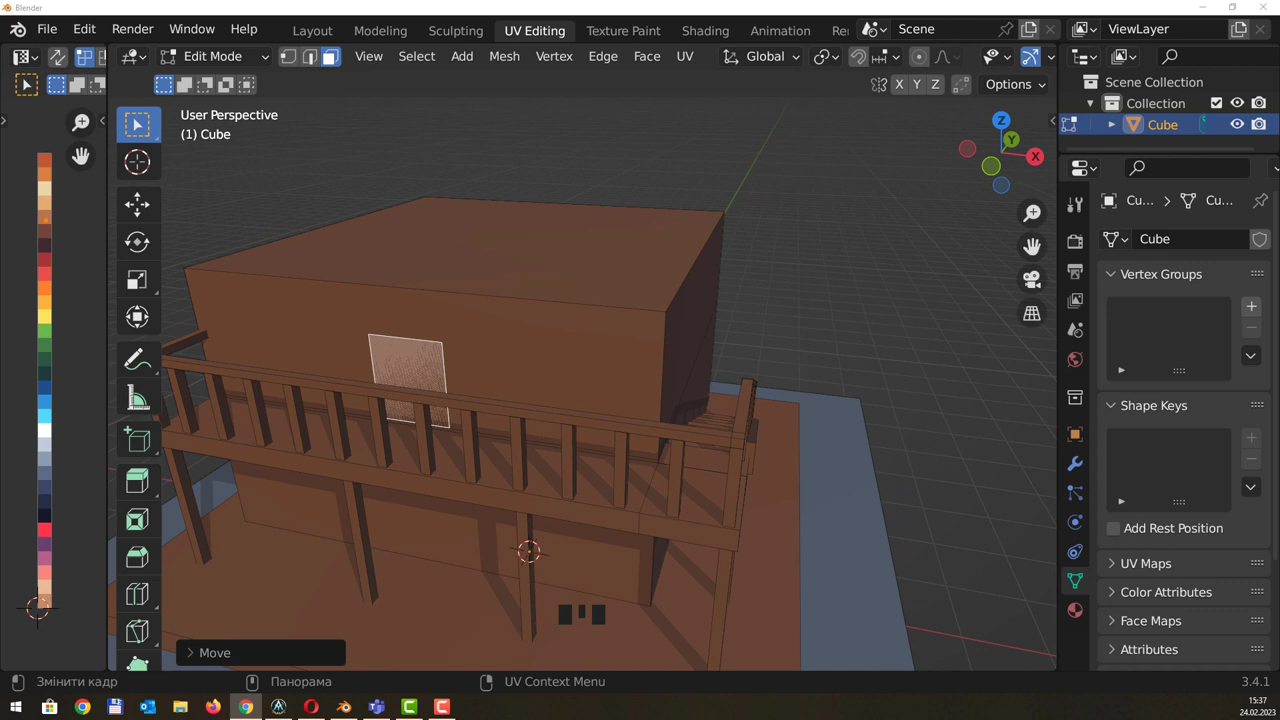 Blender
File Edit Render Window Help Layout Modeling Sculpting UV Editing Texture Paint Shading Animation Re Scene ViewLayer
Edit Mode View Select Add Mesh Vertex Edge Face UV Global
X Y Z Options
User Perspective
(1) Cube
Z
Y
X
Move
Scene Collection
Collection
Cube
Cu... Cu...
Cube
Vertex Groups
Shape Keys
Add Rest Position
UV Maps
Color Attributes
Face Maps
Attributes
Змінити кадр Панорама UV Context Menu 3.4.1
15:37
24.02.2023